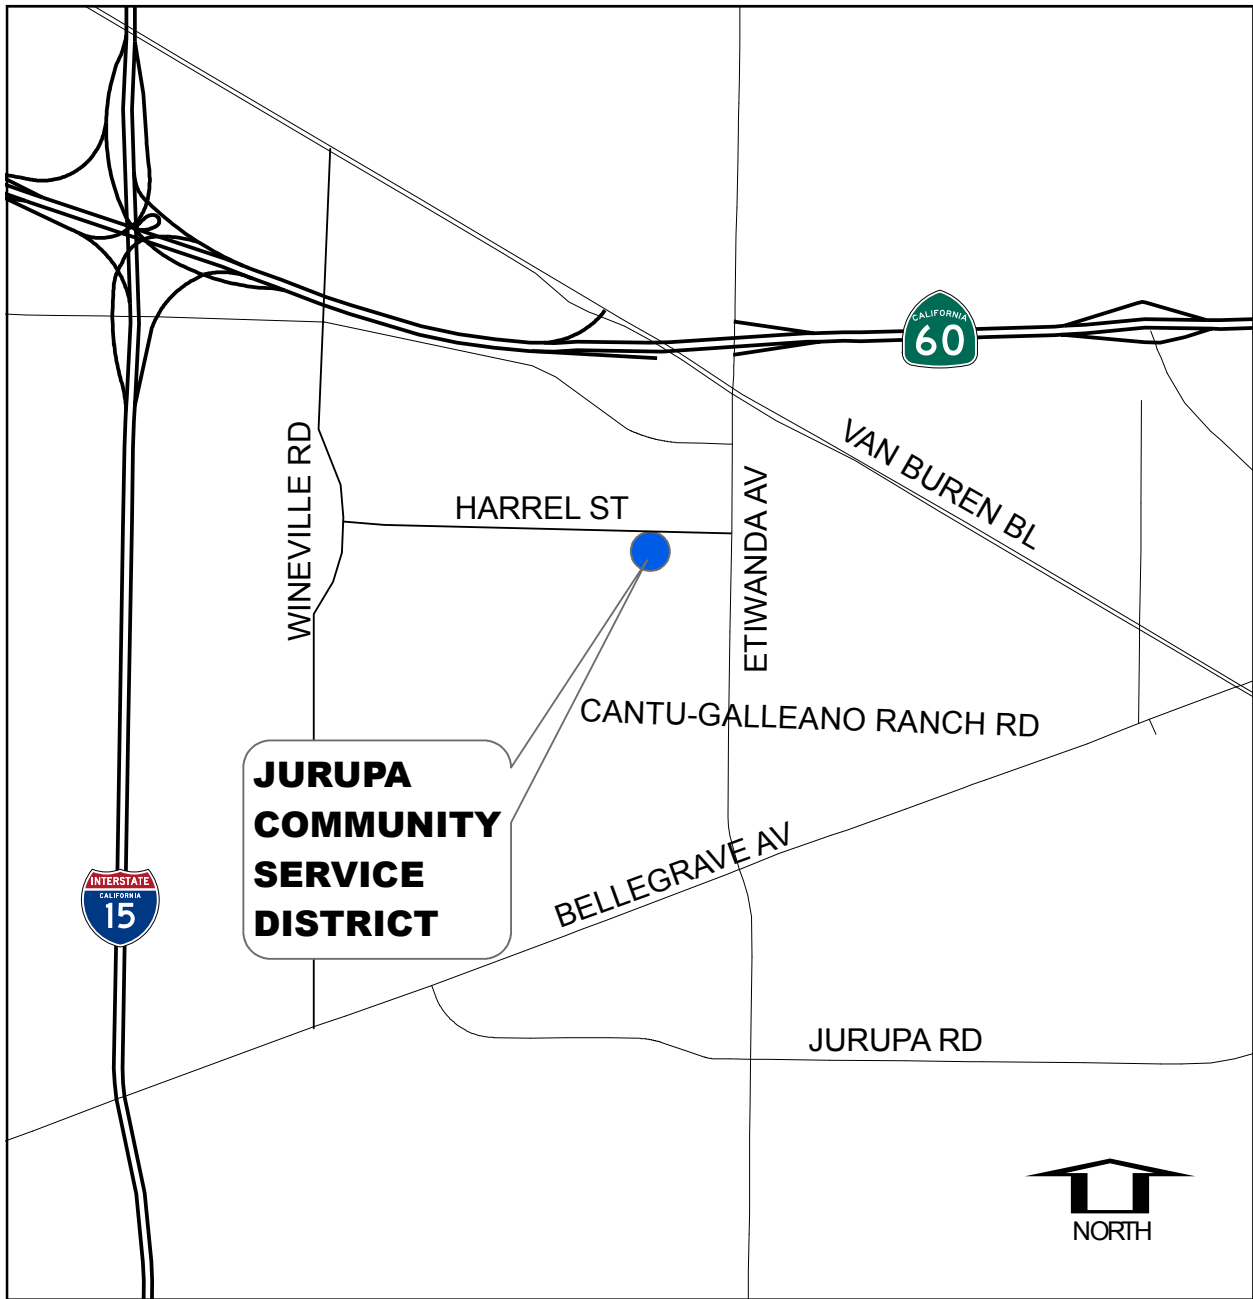 CALIFORNIA
60
VAN BUREN BL
WINEVILLE RD
HARREL ST
ETIWANDA AV
CANTU-GALLEANO RANCH RD
JURUPA
COMMUNITY
SERVICE
DISTRICT
BELLEGRAVE AV
INTERSTATE
CALIFORNIA
15
JURUPA RD
NORTH